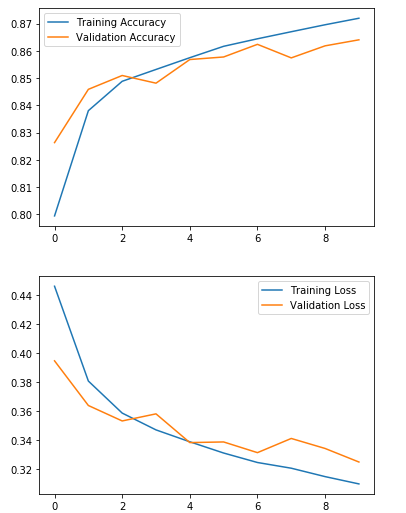 0.87
Training Accuracy
Validation Accuracy
0.86
0.85
0.84
0.83
0.82
0.81
0.80
0 2 4 6 8
0.44
Training Loss
Validation Loss
0.42
0.40
0.38
0.36
0.34
0.32
0 2 4 6 8